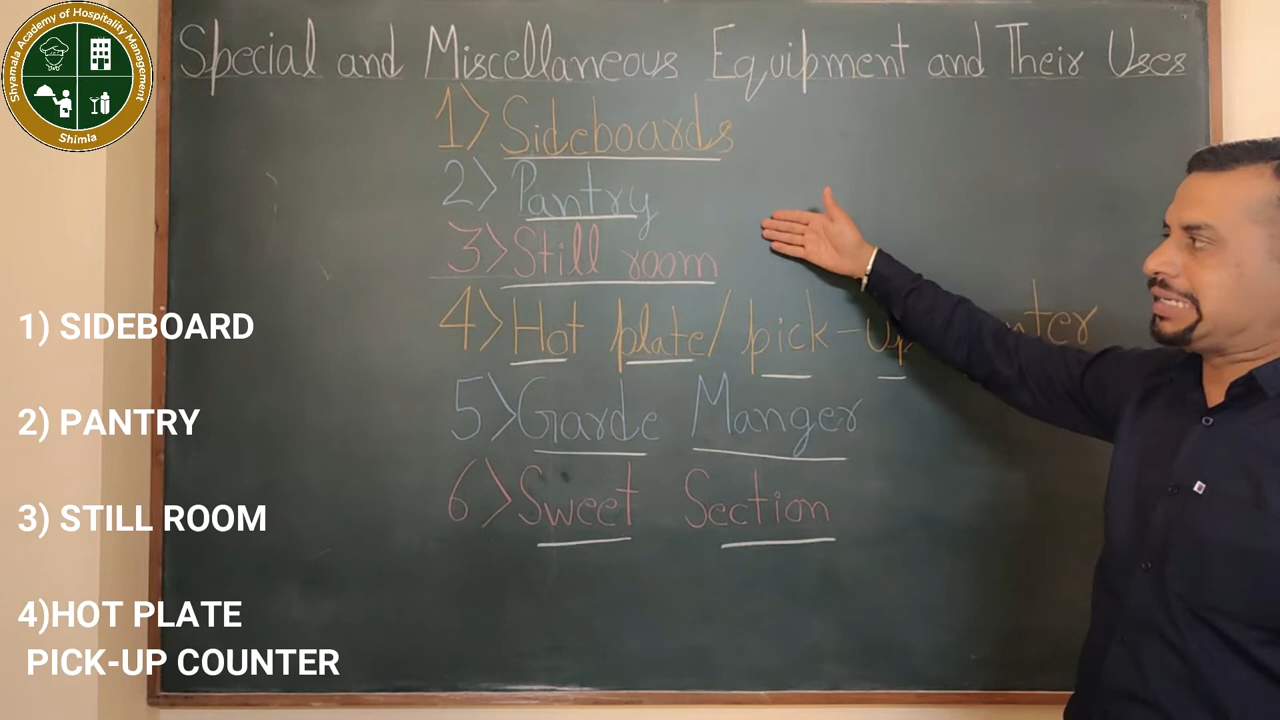 Shyamala Academy of Hospitality Management
Shimla
Special and Miscellaneous Equipment and Their Uses
1) Sideboards
2) Pantry
3) Still room
4) Hot plate/ pick-up nter
5) Garde Manger
6) Sweet Section
1) SIDEBOARD
2) PANTRY
3) STILL ROOM
4)HOT PLATE
PICK-UP COUNTER